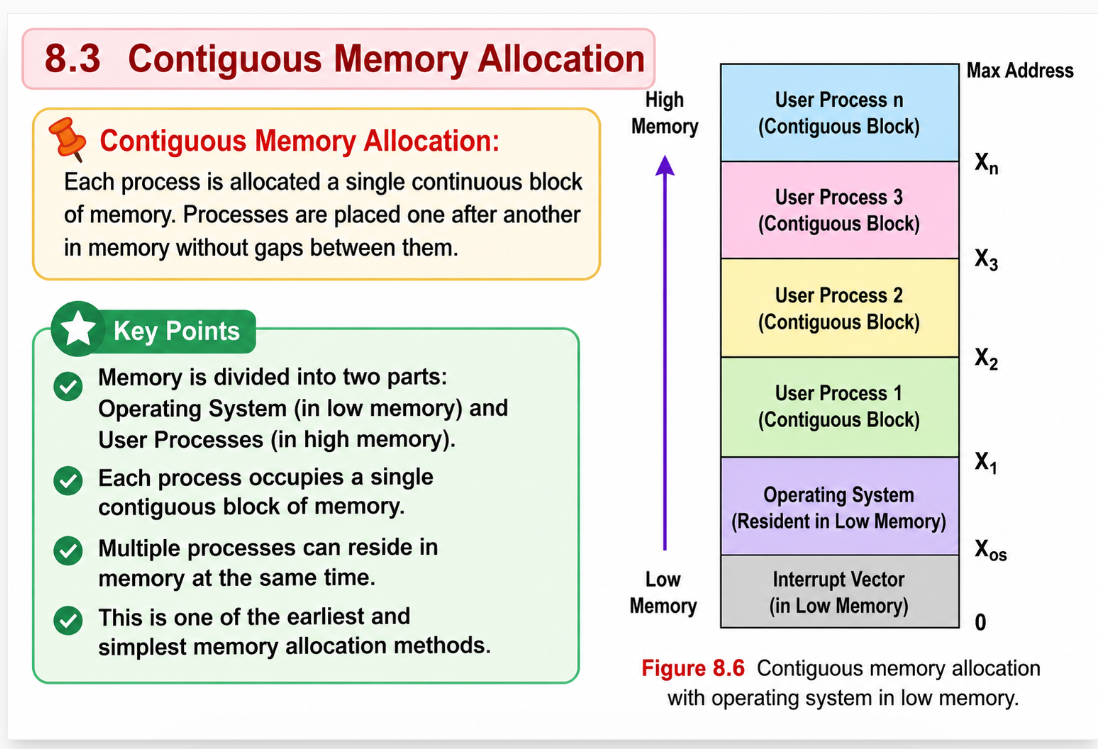 8.3 Contiguous Memory Allocation
Contiguous Memory Allocation:
Each process is allocated a single continuous block
of memory. Processes are placed one after another
in memory without gaps between them.
Key Points
Memory is divided into two parts:
Operating System (in low memory) and
User Processes (in high memory).
Each process occupies a single
contiguous block of memory.
Multiple processes can reside in
memory at the same time.
This is one of the earliest and
simplest memory allocation methods.
High
Memory
Low
Memory
Max Address
User Process n
(Contiguous Block)
Xn
User Process 3
(Contiguous Block)
X3
User Process 2
(Contiguous Block)
X2
User Process 1
(Contiguous Block)
X1
Operating System
(Resident in Low Memory)
Xos
Interrupt Vector
(in Low Memory)
0
Figure 8.6 Contiguous memory allocation
with operating system in low memory.